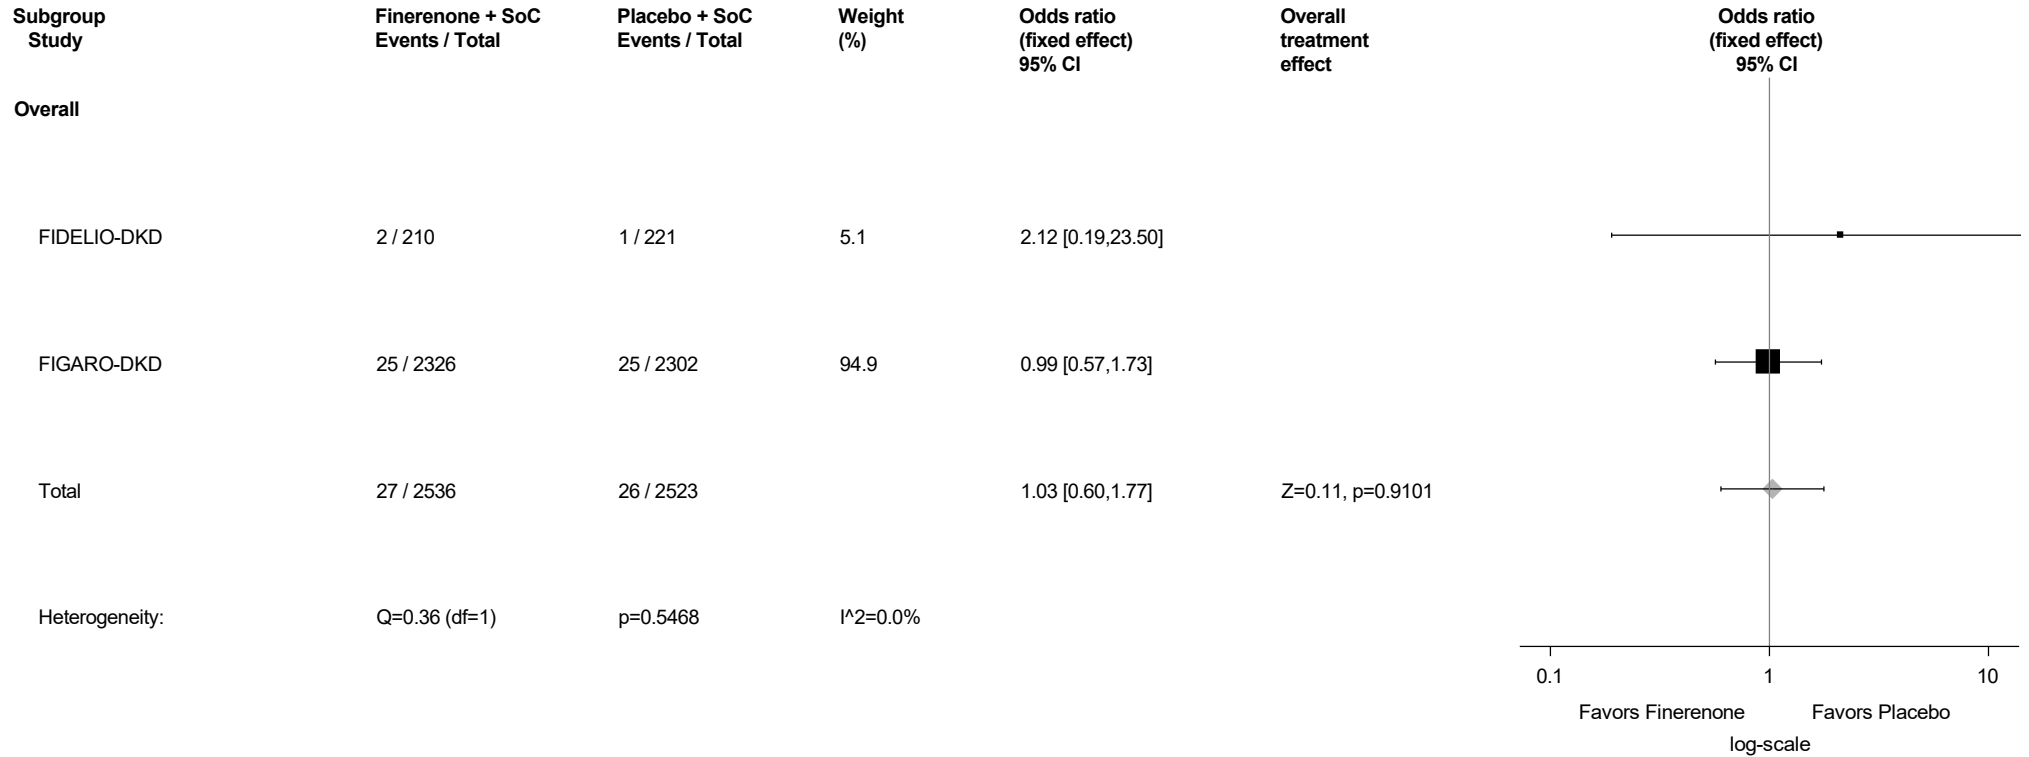 Subgroup Finerenone + SoC Placebo + SoC Weight Odds ratio Overall Odds ratio
Study Events / Total Events / Total (%) (fixed effect) treatment (fixed effect)
95% CI effect 95% CI
Overall
FIDELIO-DKD 2 / 210 1 / 221 5.1 2.12 [0.19,23.50]
FIGARO-DKD 25 / 2326 25 / 2302 94.9 0.99 [0.57,1.73]
Total 27 / 2536 26 / 2523 1.03 [0.60,1.77] Z=0.11, p=0.9101
Heterogeneity: Q=0.36 (df=1) p=0.5468 I^2=0.0%
0.1 1 10
Favors Finerenone Favors Placebo
log-scale